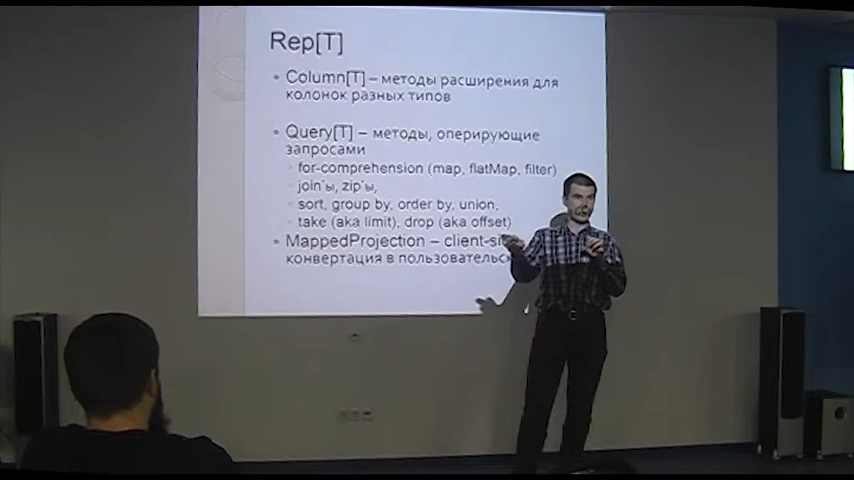 Rep[T]
• Column[T] – методы расширения для
колонок разных типов
• Query[T] – методы, оперирующие
запросами
for-comprehension (map, flatMap, filter)
join'ы, zip'ы,
sort, group by, order by, union,
take (aka limit), drop (aka offset)
• MappedProjection – client-si
конвертация в пользовательск